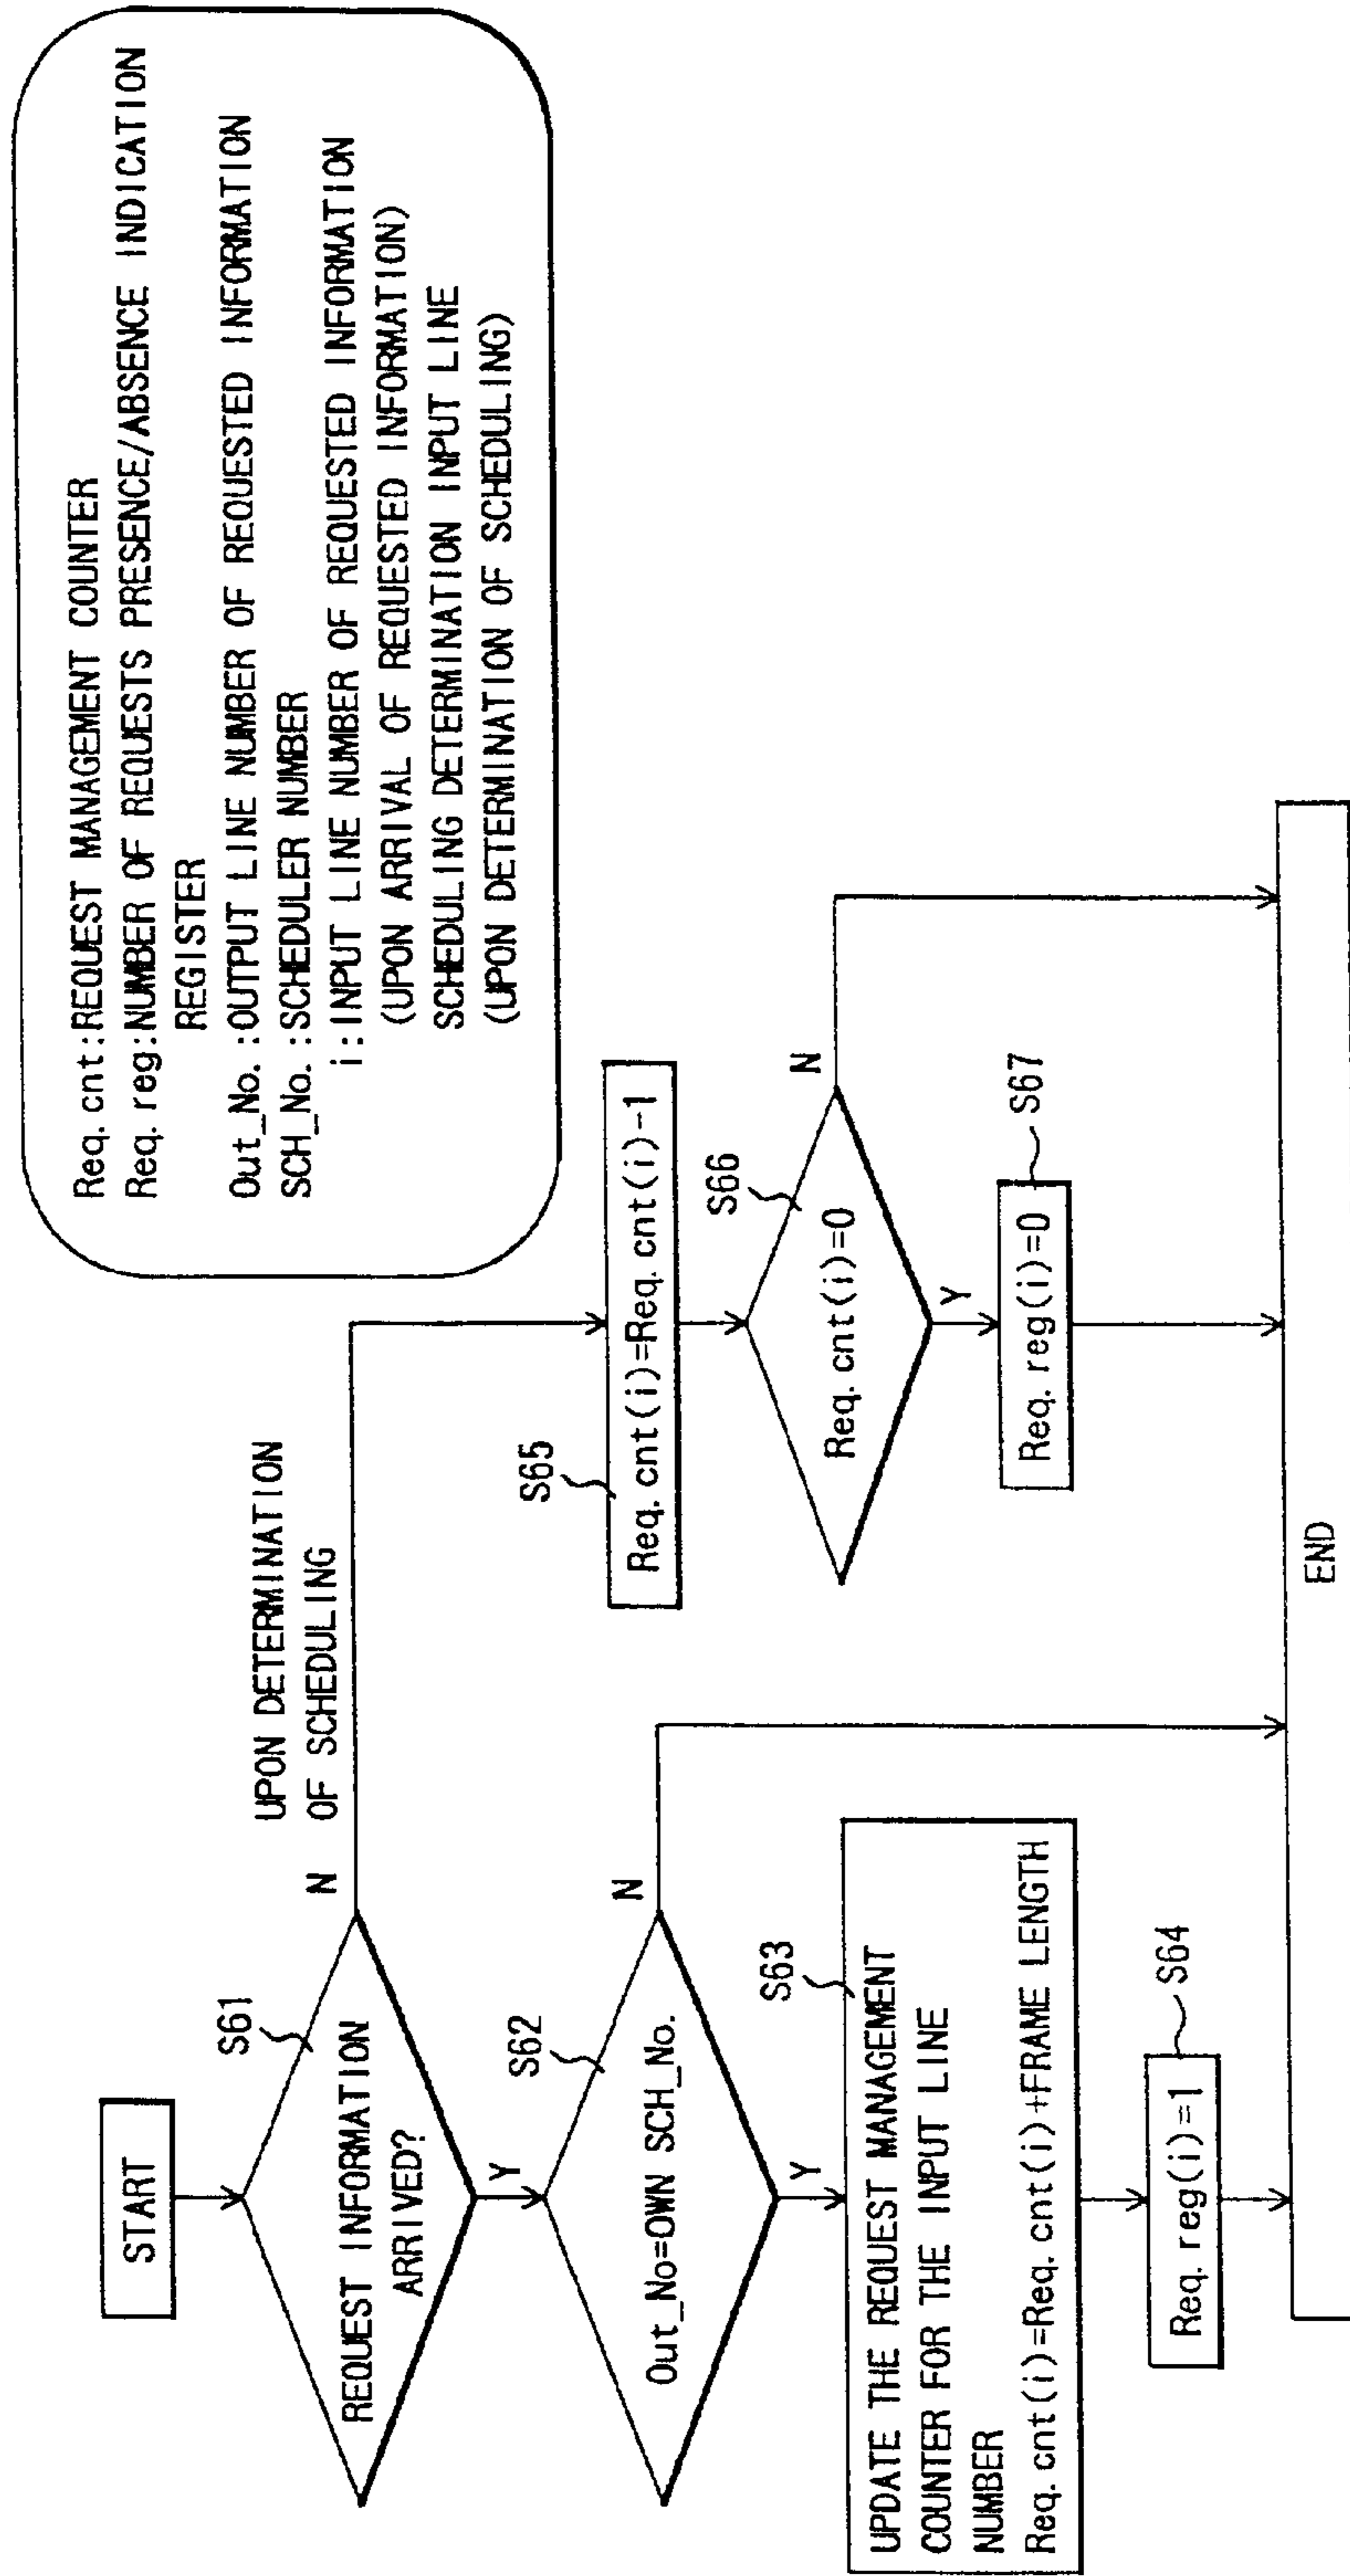 Req. cnt:REQUEST MANAGEMENT COUNTER
Req. reg:NUMBER OF REQUESTS PRESENCE/ABSENCE INDICATION
REGISTER
Out_No. :OUTPUT LINE NUMBER OF REQUESTED INFORMATION
SCH_No. :SCHEDULER NUMBER
i:INPUT LINE NUMBER OF REQUESTED INFORMATION
(UPON ARRIVAL OF REQUESTED INFORMATION)
SCHEDULING DETERMINATION INPUT LINE
(UPON DETERMINATION OF SCHEDULING)
START
S61
REQUEST INFORMATION
ARRIVED?
N
UPON DETERMINATION
OF SCHEDULING
Y
S62
Out_No=OWN SCH_No.
N
Y
S63
UPDATE THE REQUEST MANAGEMENT
COUNTER FOR THE INPUT LINE
NUMBER
Req. cnt(i)=Req. cnt(i)+FRAME LENGTH
S64
Req. reg(i)=1
S65
Req. cnt(i)=Req. cnt(i)-1
S66
Req. cnt(i)=0
N
Y
S67
Req. reg(i)=0
END